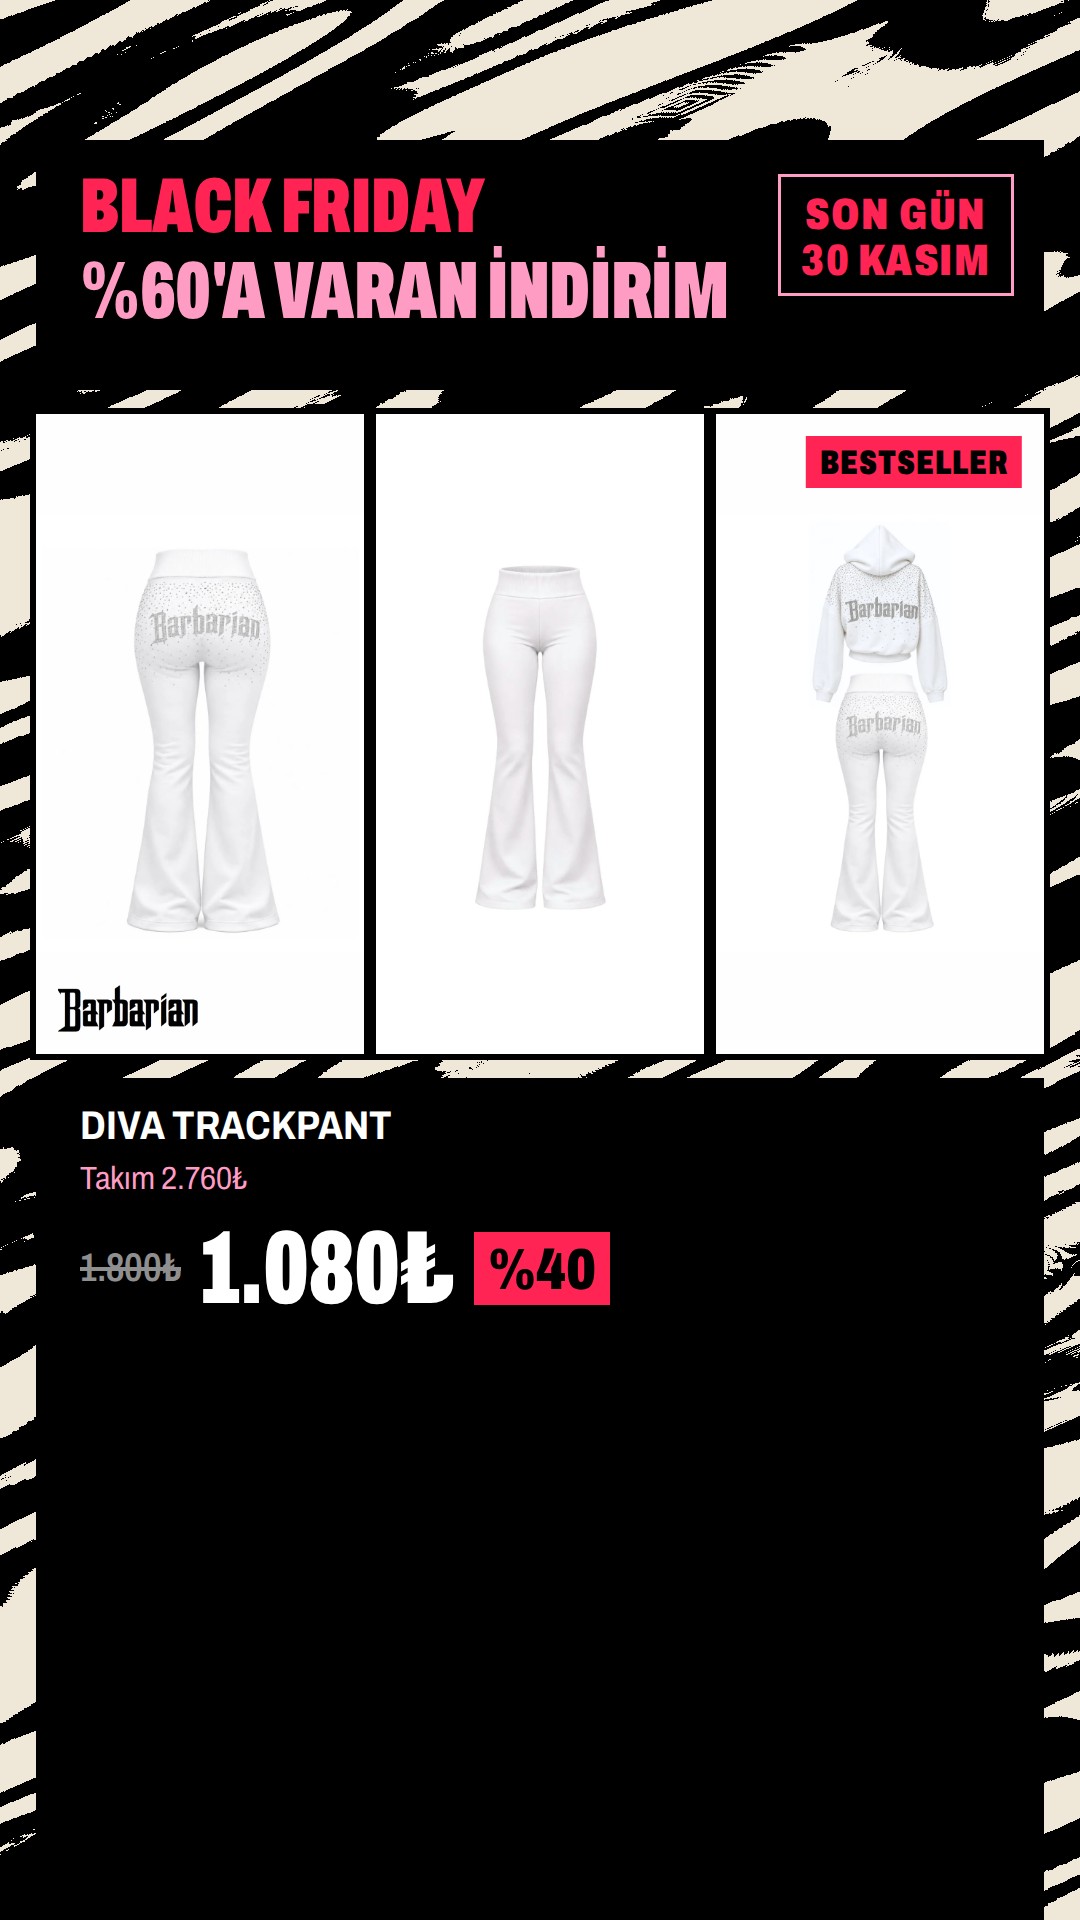 BLACK FRIDAY
%60'A VARAN İNDİRİM
SON GÜN
30 KASIM
BESTSELLER
Barbarian
Barbarian
Barbarian
Barbarian
DIVA TRACKPANT
Takım 2.760₺
1.800₺ 1.080₺ %40